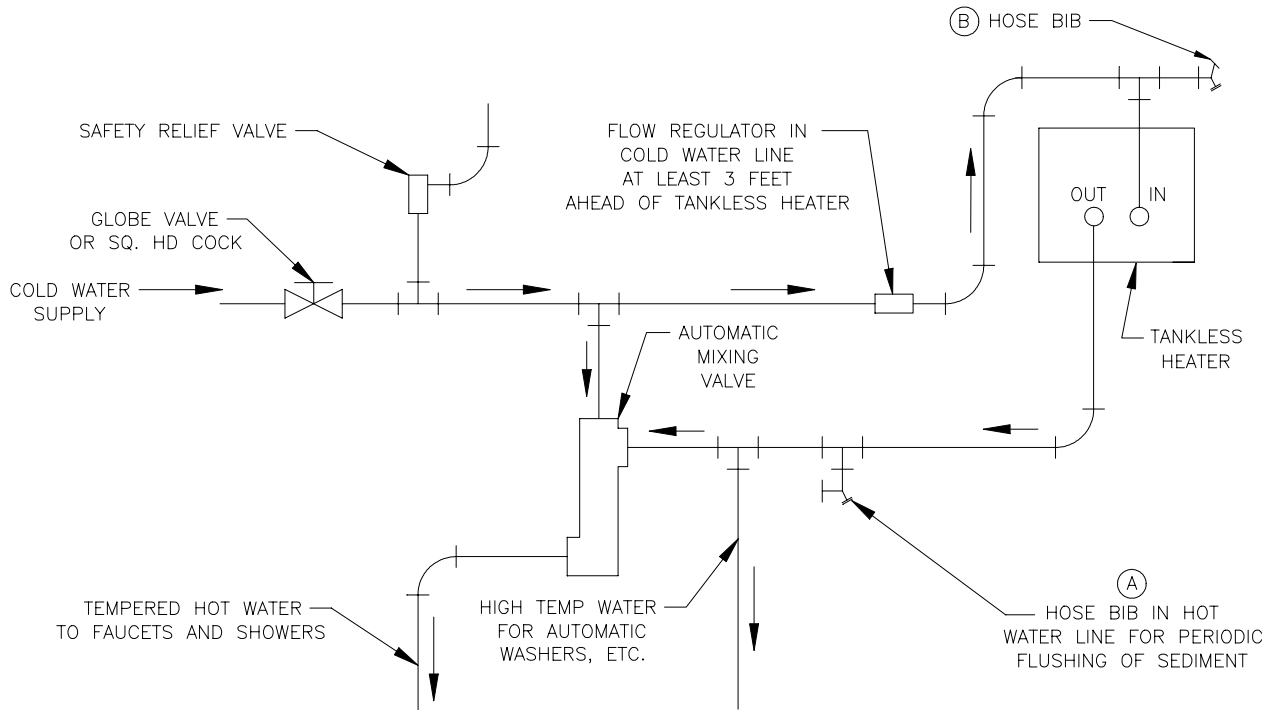 B HOSE BIB
SAFETY RELIEF VALVE
FLOW REGULATOR IN
COLD WATER LINE
AT LEAST 3 FEET
AHEAD OF TANKLESS HEATER
GLOBE VALVE
OR SQ. HD COCK
OUT
IN
COLD WATER
SUPPLY
AUTOMATIC
MIXING
VALVE
TANKLESS
HEATER
TEMPERED HOT WATER
TO FAUCETS AND SHOWERS
HIGH TEMP WATER
FOR AUTOMATIC
WASHERS, ETC.
A
HOSE BIB IN HOT
WATER LINE FOR PERIODIC
FLUSHING OF SEDIMENT